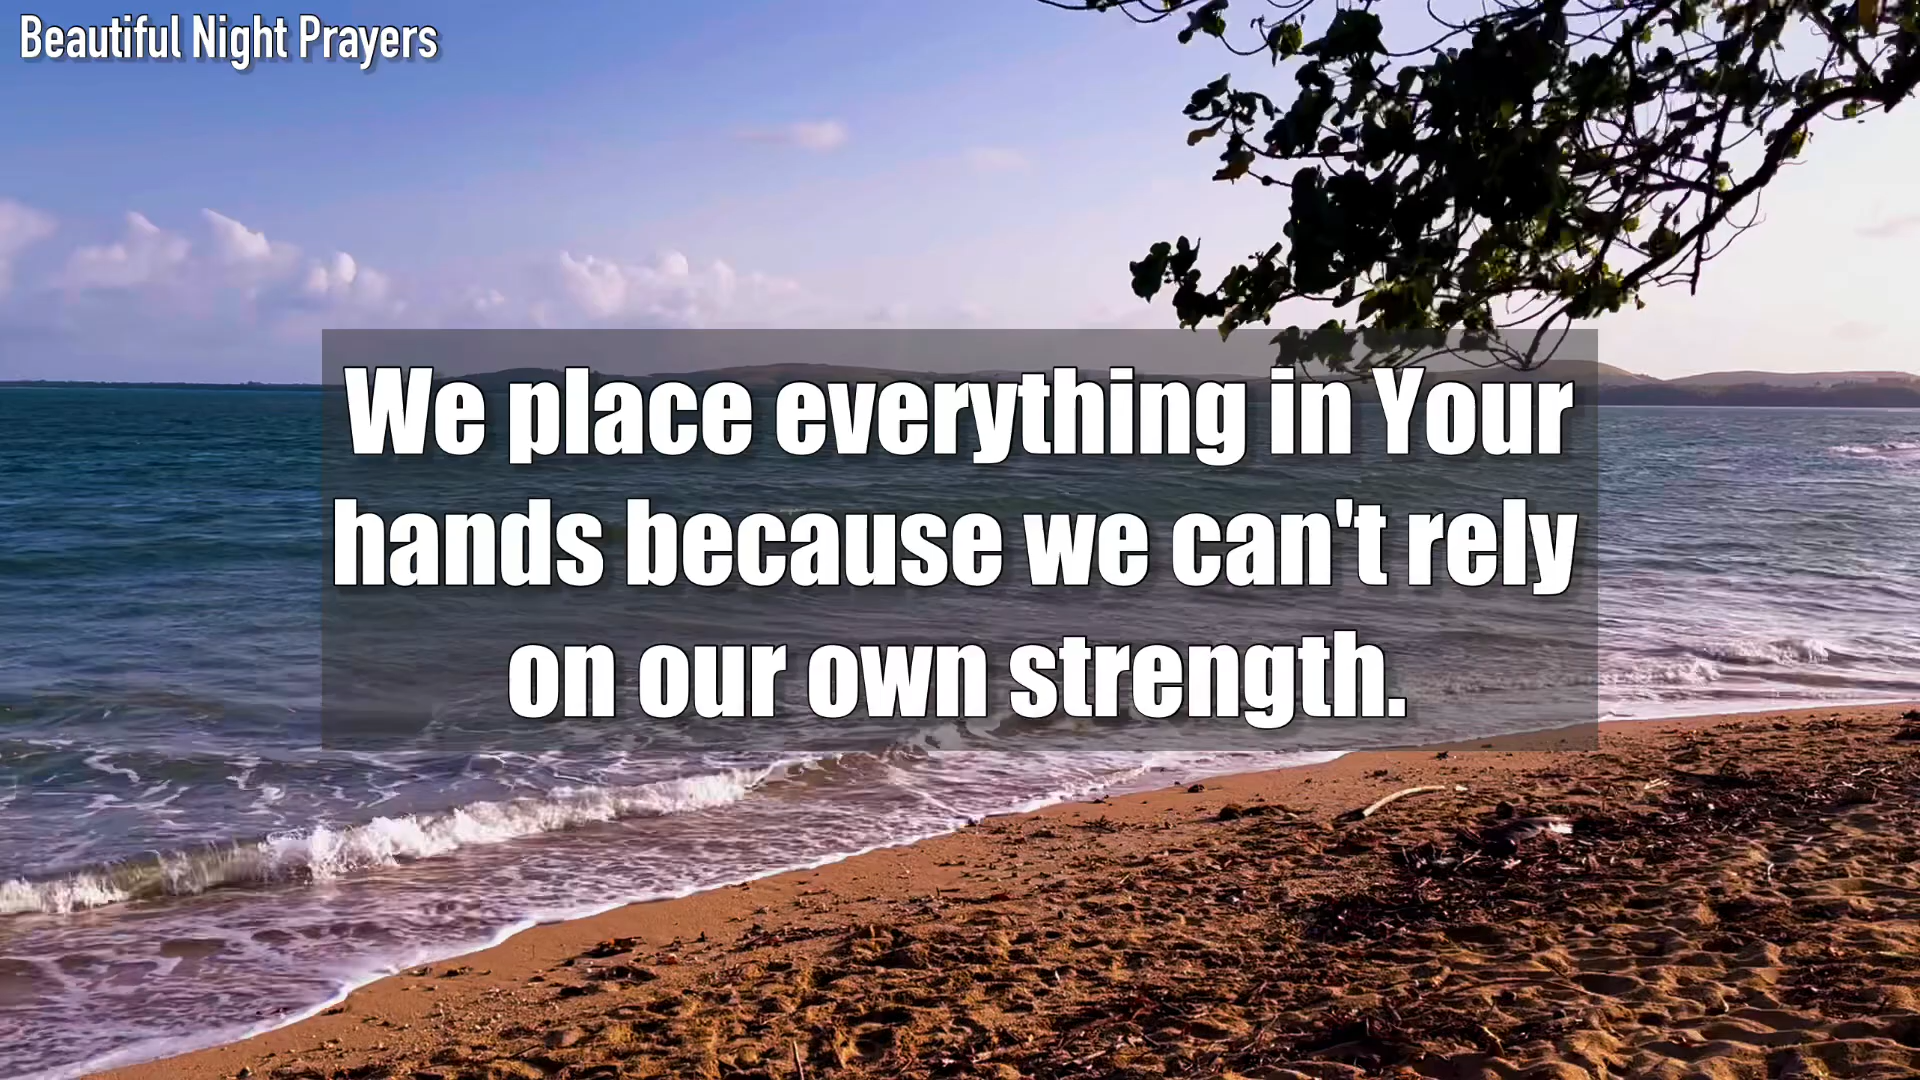 Beautiful Night Prayers
We place everything in Your
hands because we can't rely
on our own strength.